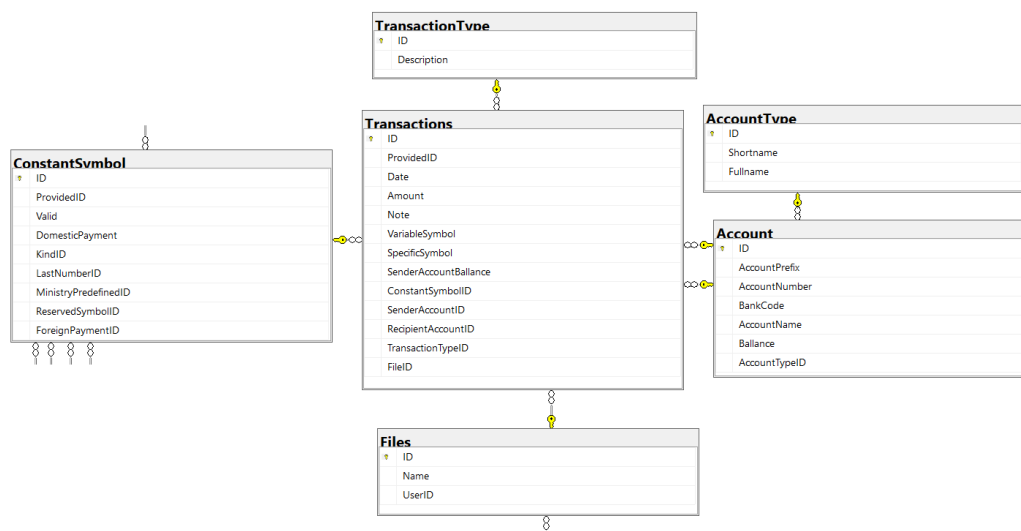 TransactionType
ID
Description
Transactions
ID
ProvidedID
Date
Amount
Note
VariableSymbol
SpecificSymbol
SenderAccountBallance
ConstantSymbolID
SenderAccountID
RecipientAccountID
TransactionTypeID
FileID
ConstantSymbol
ID
ProvidedID
Valid
DomesticPayment
KindID
LastNumberID
MinistryPredefinedID
ReservedSymbolID
ForeignPaymentID
AccountType
ID
Shortname
Fullname
Account
ID
AccountPrefix
AccountNumber
BankCode
AccountName
Ballance
AccountTypeID
Files
ID
Name
UserID